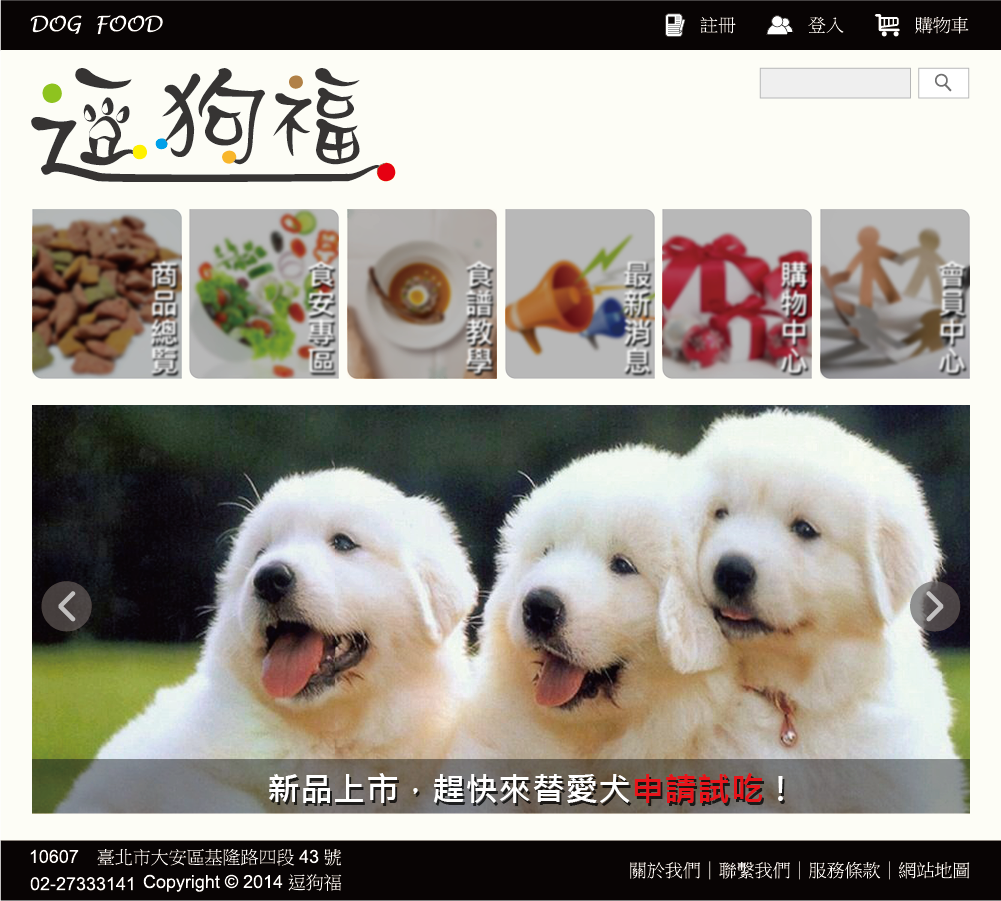 DOG FOOD
註冊
登入
購物車
逗狗福
商品總覽
食安專區
食譜教學
最新消息
購物中心
會員中心
新品上市，趕快來替愛犬申請試吃！
10607 臺北市大安區基隆路四段 43 號
02-27333141 Copyright © 2014 逗狗福
關於我們｜聯繫我們｜服務條款｜網站地圖